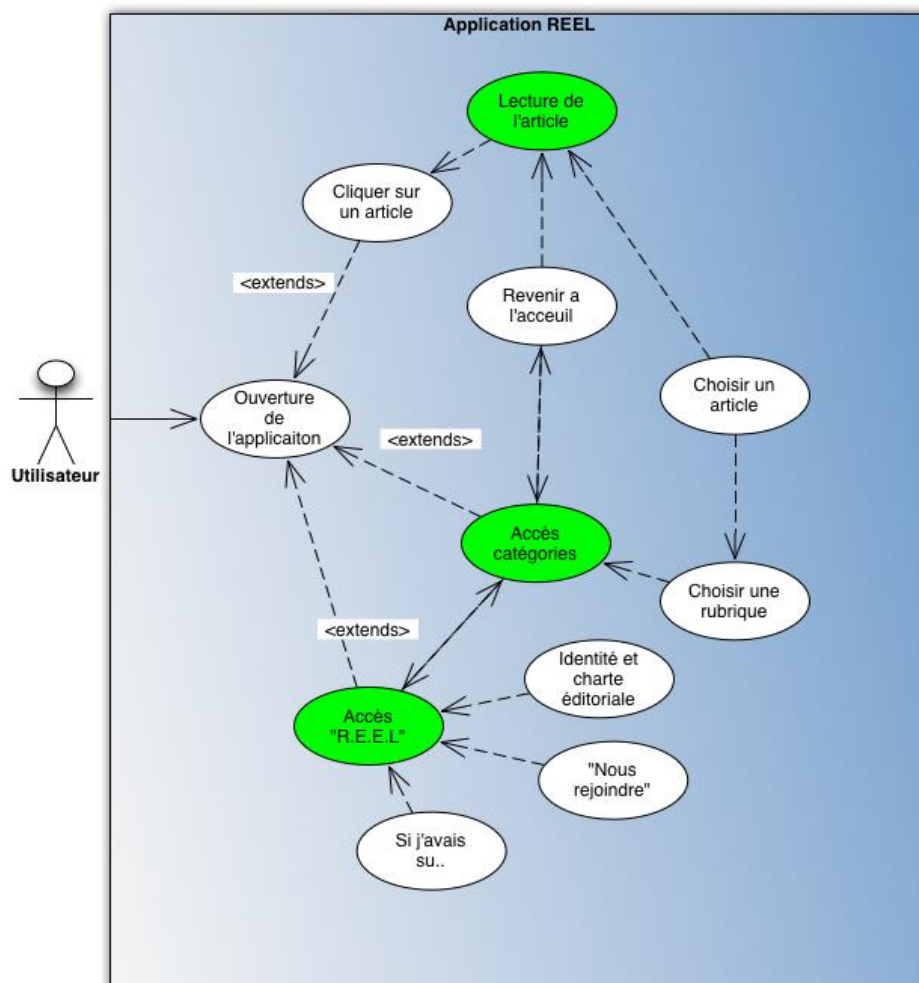 Application REEL
Lecture de
l'article
Cliquer sur
un article
<extends>
Revenir a
l'acceuil
Choisir un
article
Ouverture
de
l'applicaiton
<extends>
Utilisateur
Accès
catégories
Choisir une
rubrique
<extends>
Identité et
charte
éditoriale
Accès
"R.E.E.L"
"Nous
rejoindre"
Si j'avais
su..